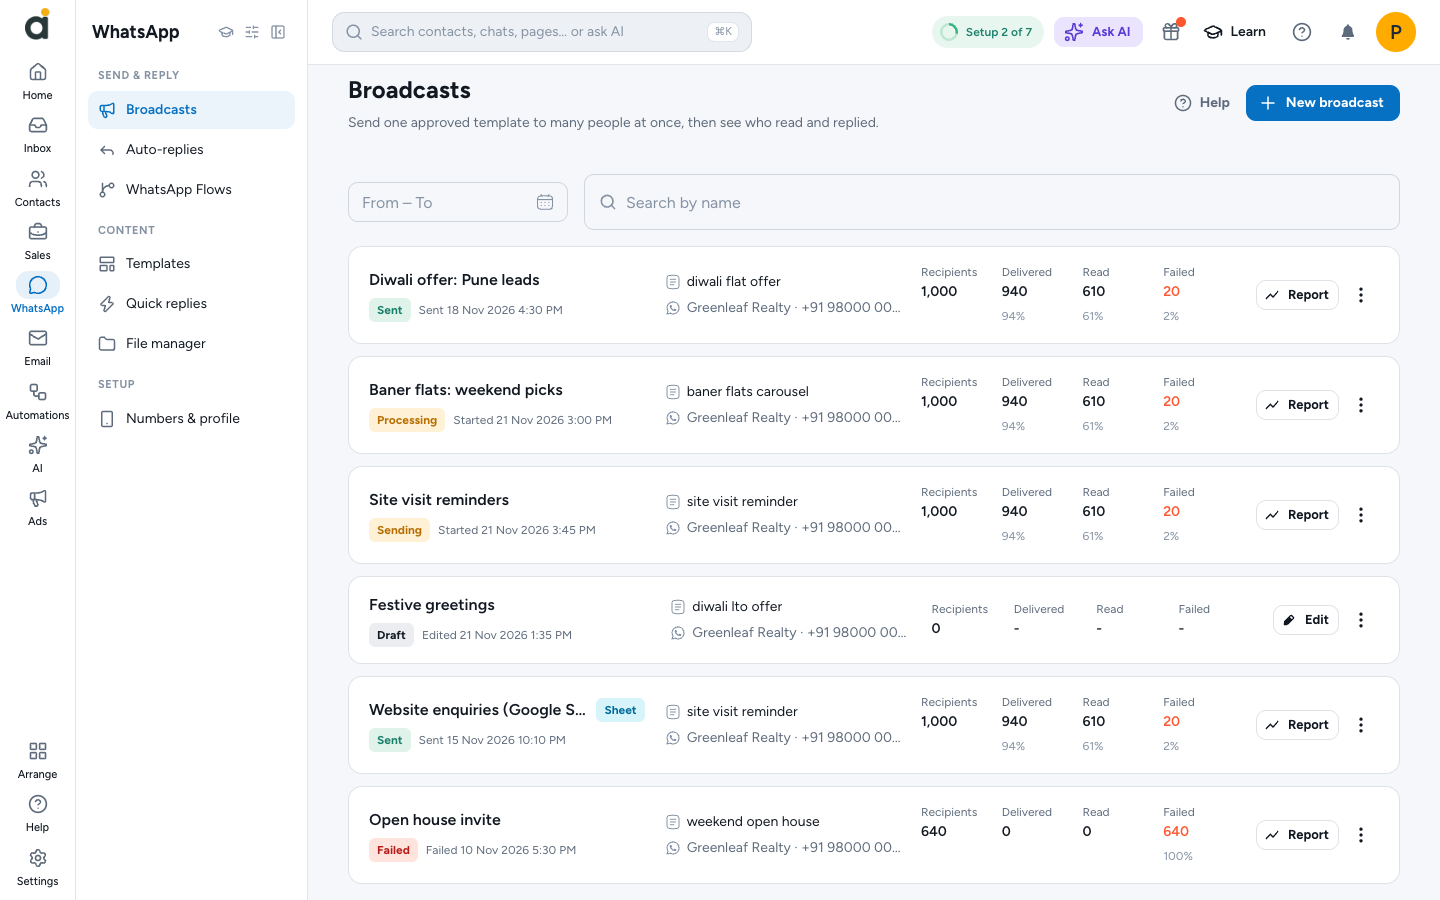 WhatsApp
Search contacts, chats, pages... or ask AI
⌘K
Setup 2 of 7
Ask AI
Learn
P
Home
Inbox
Contacts
Sales
WhatsApp
Email
Automations
AI
Ads
Arrange
Help
Settings
SEND & REPLY
Broadcasts
Auto-replies
WhatsApp Flows
CONTENT
Templates
Quick replies
File manager
SETUP
Numbers & profile
Broadcasts
Send one approved template to many people at once, then see who read and replied.
Help
New broadcast
From – To
Search by name
Diwali offer: Pune leads
Sent
Sent 18 Nov 2026 4:30 PM
diwali flat offer
Greenleaf Realty · +91 98000 00...
Recipients
1,000
Delivered
940
94%
Read
610
61%
Failed
20
2%
Report
Baner flats: weekend picks
Processing
Started 21 Nov 2026 3:00 PM
baner flats carousel
Greenleaf Realty · +91 98000 00...
Recipients
1,000
Delivered
940
94%
Read
610
61%
Failed
20
2%
Report
Site visit reminders
Sending
Started 21 Nov 2026 3:45 PM
site visit reminder
Greenleaf Realty · +91 98000 00...
Recipients
1,000
Delivered
940
94%
Read
610
61%
Failed
20
2%
Report
Festive greetings
Draft
Edited 21 Nov 2026 1:35 PM
diwali lto offer
Greenleaf Realty · +91 98000 00...
Recipients
0
Delivered
-
Read
-
Failed
-
Edit
Website enquiries (Google S...
Sheet
Sent
Sent 15 Nov 2026 10:10 PM
site visit reminder
Greenleaf Realty · +91 98000 00...
Recipients
1,000
Delivered
940
94%
Read
610
61%
Failed
20
2%
Report
Open house invite
Failed
Failed 10 Nov 2026 5:30 PM
weekend open house
Greenleaf Realty · +91 98000 00...
Recipients
640
Delivered
0
Read
0
Failed
640
100%
Report